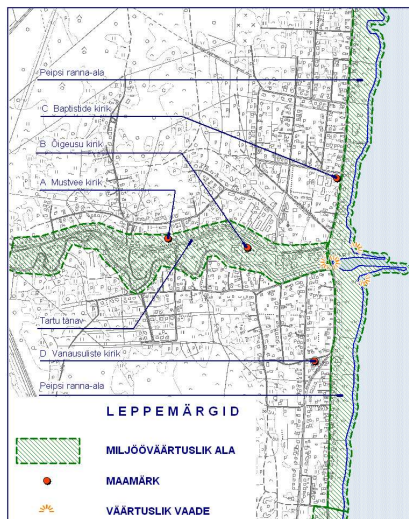 Peipsi ranna-ala
C Baptistide kirik
B Õigeusu kirik
A Mustvee kirik
Tartu tänav
D Vanausuliste kirik
Peipsi ranna-ala
LEPPEMÄRGID
MILJÖÖVÄÄRTUSLIK ALA
MAAMÄRK
VÄÄRTUSLIK VAADE